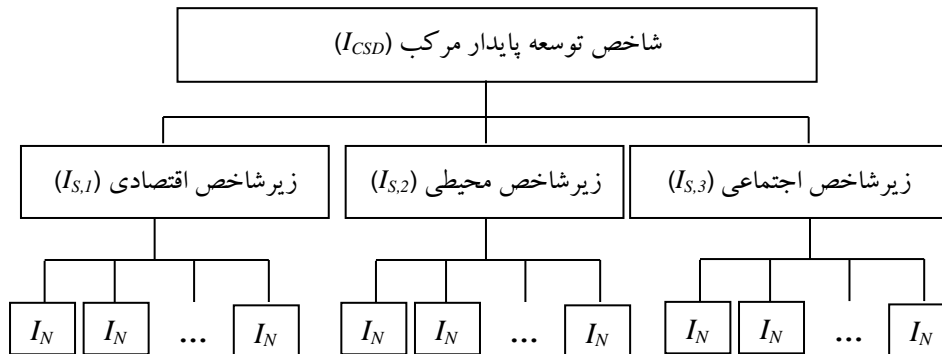 شاخص توسعه پایدار مرکب (I_CSD)
زیرشاخص اقتصادی (I_S,1)
زیرشاخص محیطی (I_S,2)
زیرشاخص اجتماعی (I_S,3)
I_N I_N ... I_N I_N I_N ... I_N I_N I_N ... I_N